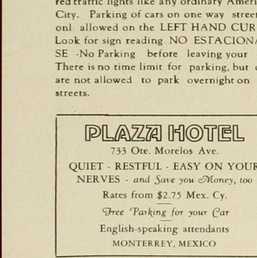 red traffic lights like any ordinary Ameri
City. Parking of cars on one way street
onl allowed on the LEFT HAND CUR
Look for sign reading NO ESTACIONA
SE -No Parking before leaving your
There is no time limit for parking, but c
are not allowed to park overnight on
streets.
PLAZA HOTEL
733 Ote. Morelos Ave.
QUIET - RESTFUL - EASY ON YOUR
NERVES - and Save you Money, too
Rates from $2.75 Mex. Cy.
Free Parking for your Car
English-speaking attendants
MONTERREY, MEXICO